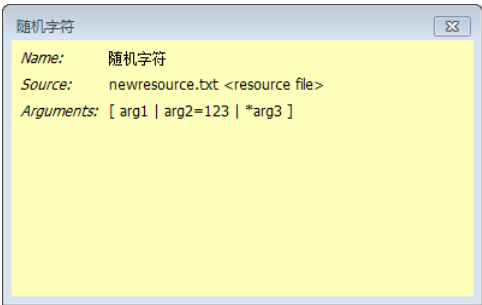 随机字符
Name: 随机字符
Source: newresource.txt <resource file>
Arguments: [ arg1 | arg2=123 | *arg3 ]